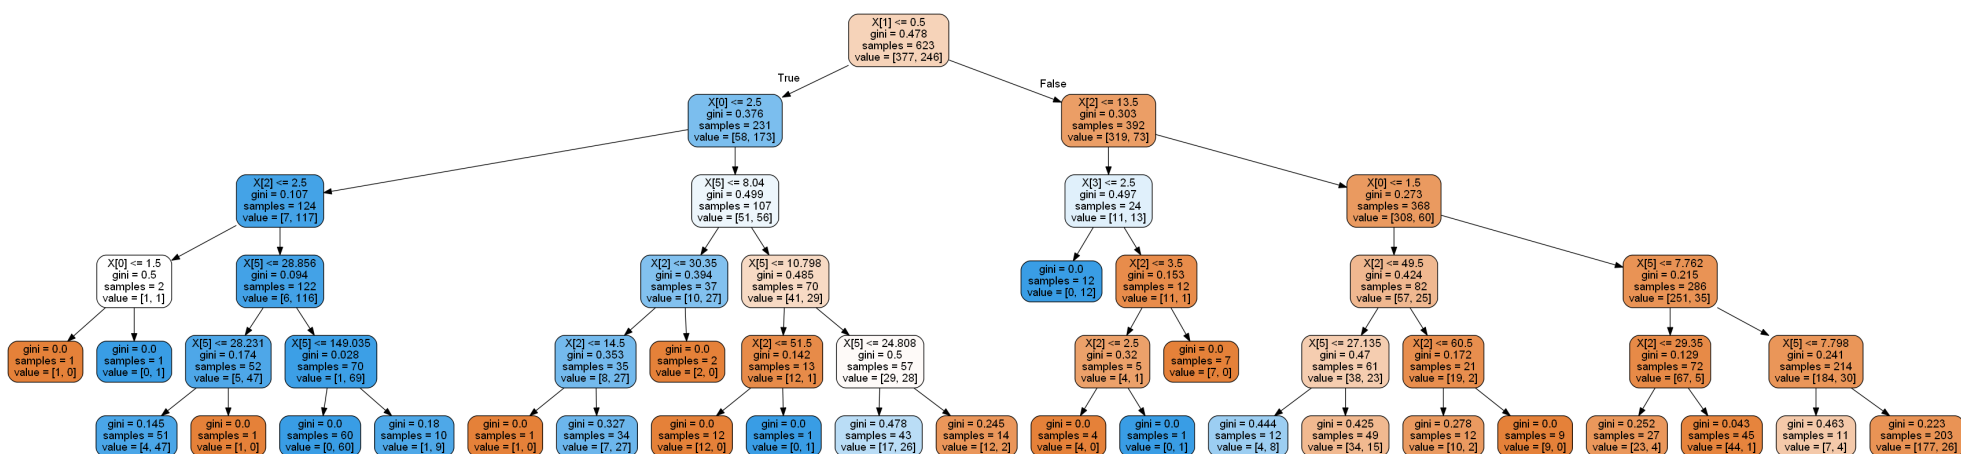 X[1] <= 0.5
gini = 0.478
samples = 623
value = [377, 246]
True
False
X[0] <= 2.5
gini = 0.376
samples = 231
value = [58, 173]
X[2] <= 13.5
gini = 0.303
samples = 392
value = [319, 73]
X[2] <= 2.5
gini = 0.107
samples = 124
value = [7, 117]
X[5] <= 8.04
gini = 0.499
samples = 107
value = [51, 56]
X[3] <= 2.5
gini = 0.497
samples = 24
value = [11, 13]
X[0] <= 1.5
gini = 0.273
samples = 368
value = [308, 60]
X[0] <= 1.5
gini = 0.5
samples = 2
value = [1, 1]
X[5] <= 28.856
gini = 0.094
samples = 122
value = [6, 116]
X[2] <= 30.35
gini = 0.394
samples = 37
value = [10, 27]
X[5] <= 10.798
gini = 0.485
samples = 70
value = [41, 29]
gini = 0.0
samples = 12
value = [0, 12]
X[2] <= 3.5
gini = 0.153
samples = 12
value = [11, 1]
X[2] <= 49.5
gini = 0.424
samples = 82
value = [57, 25]
X[5] <= 7.762
gini = 0.215
samples = 286
value = [251, 35]
gini = 0.0
samples = 1
value = [1, 0]
gini = 0.0
samples = 1
value = [0, 1]
X[5] <= 28.231
gini = 0.174
samples = 52
value = [5, 47]
X[5] <= 149.035
gini = 0.028
samples = 70
value = [1, 69]
X[2] <= 14.5
gini = 0.353
samples = 35
value = [8, 27]
gini = 0.0
samples = 2
value = [2, 0]
X[2] <= 51.5
gini = 0.142
samples = 13
value = [12, 1]
X[5] <= 24.808
gini = 0.5
samples = 57
value = [29, 28]
X[2] <= 2.5
gini = 0.32
samples = 5
value = [4, 1]
gini = 0.0
samples = 7
value = [7, 0]
X[5] <= 27.135
gini = 0.47
samples = 61
value = [38, 23]
X[2] <= 60.5
gini = 0.172
samples = 21
value = [19, 2]
X[2] <= 29.35
gini = 0.129
samples = 72
value = [67, 5]
X[5] <= 7.798
gini = 0.241
samples = 214
value = [184, 30]
gini = 0.145
samples = 51
value = [4, 47]
gini = 0.0
samples = 1
value = [1, 0]
gini = 0.0
samples = 60
value = [0, 60]
gini = 0.18
samples = 10
value = [1, 9]
gini = 0.0
samples = 1
value = [1, 0]
gini = 0.327
samples = 34
value = [7, 27]
gini = 0.0
samples = 12
value = [12, 0]
gini = 0.0
samples = 1
value = [0, 1]
gini = 0.478
samples = 43
value = [17, 26]
gini = 0.245
samples = 14
value = [12, 2]
gini = 0.0
samples = 4
value = [4, 0]
gini = 0.0
samples = 1
value = [0, 1]
gini = 0.444
samples = 12
value = [4, 8]
gini = 0.425
samples = 49
value = [34, 15]
gini = 0.278
samples = 12
value = [10, 2]
gini = 0.0
samples = 9
value = [9, 0]
gini = 0.252
samples = 27
value = [23, 4]
gini = 0.043
samples = 45
value = [44, 1]
gini = 0.463
samples = 11
value = [7, 4]
gini = 0.223
samples = 203
value = [177, 26]